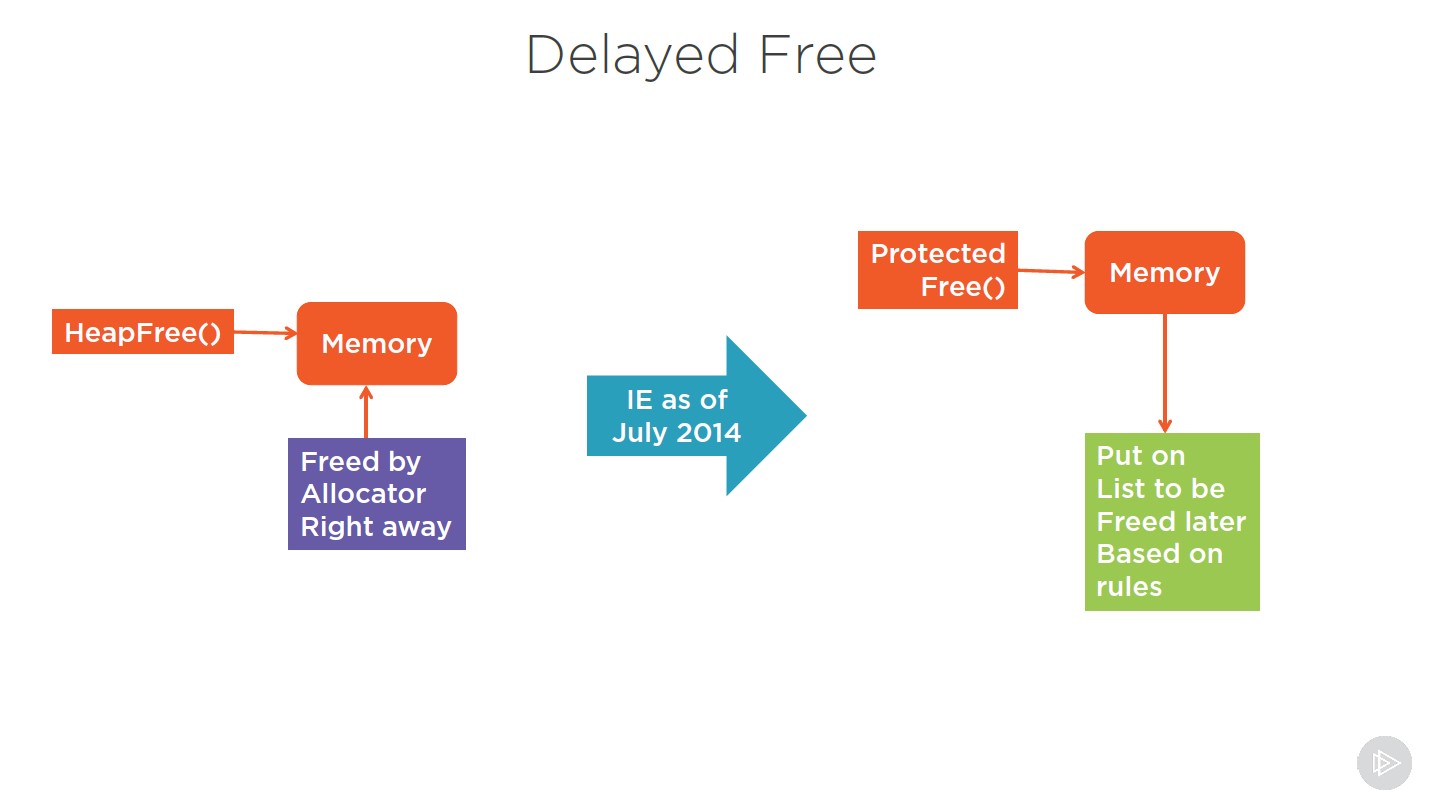 Delayed Free
HeapFree()
Memory
Freed by
Allocator
Right away
IE as of
July 2014
Protected
Free()
Memory
Put on
List to be
Freed later
Based on
rules